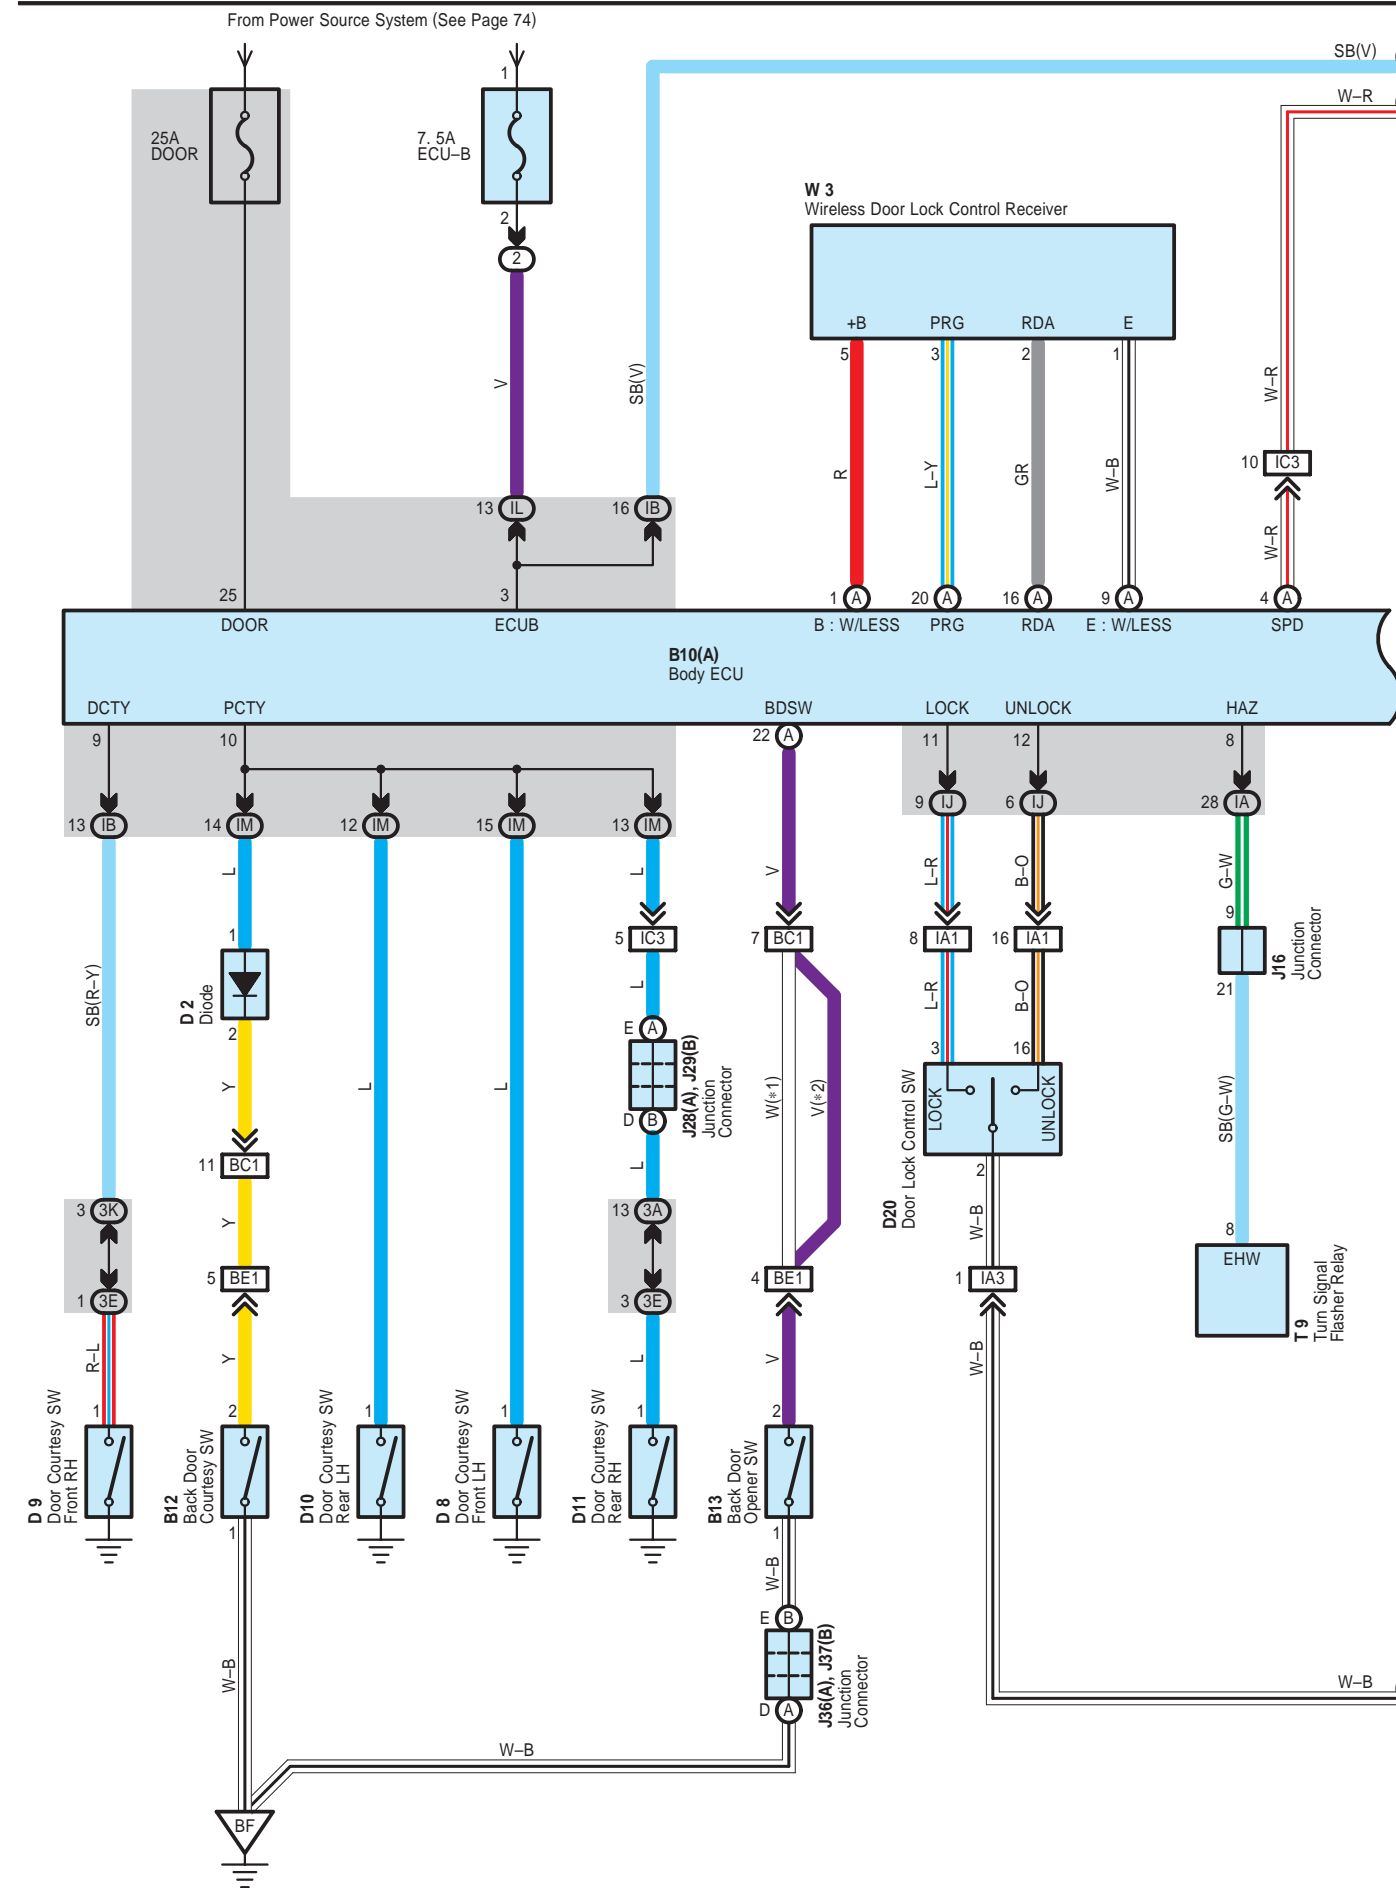 From Power Source System (See Page 74)
SB(V)
W–R
1
25A
DOOR
7. 5A
ECU–B
2
2
W 3
Wireless Door Lock Control Receiver
+B
PRG
RDA
E
5
3
2
1
V
SB(V)
R
L–Y
GR
W–B
W–R
10
IC3
W–R
13
IL
16
IB
25
3
1
A
20
A
16
A
9
A
4
A
DOOR
ECUB
B : W/LESS
PRG
RDA
E : W/LESS
SPD
B10(A)
Body ECU
DCTY
PCTY
BDSW
LOCK
UNLOCK
HAZ
9
10
22
A
11
12
8
13
IB
14
IM
12
IM
15
IM
13
IM
9
IJ
6
IJ
28
IA
L
L
V
L–R
B–O
G–W
9
1
5
IC3
7
BC1
8
IA1
16
IA1
J16
Junction
Connector
21
SB(R–Y)
D 2
Diode
2
L
L–R
B–O
E
A
J28(A), J29(B)
Junction
Connector
D
B
3
16
Y
L
L
W(*1)
V(*2)
D20
Door Lock Control SW
LOCK
UNLOCK
2
SB(G–W)
11
BC1
L
3
3K
Y
13
3A
W–B
8
EHW
5
BE1
4
BE1
1
IA3
1
3E
3
3E
T 9
Turn Signal
Flasher Relay
R–L
Y
L
V
W–B
1
2
1
1
1
2
D 9
Door Courtesy SW
Front RH
B12
Back Door
Courtesy SW
D10
Door Courtesy SW
Rear LH
D 8
Door Courtesy SW
Front LH
D11
Door Courtesy SW
Rear RH
B13
Back Door
Opener SW
1
1
W–B
E
B
J36(A), J37(B)
Junction
Connector
D
A
W–B
W–B
W–B
BF